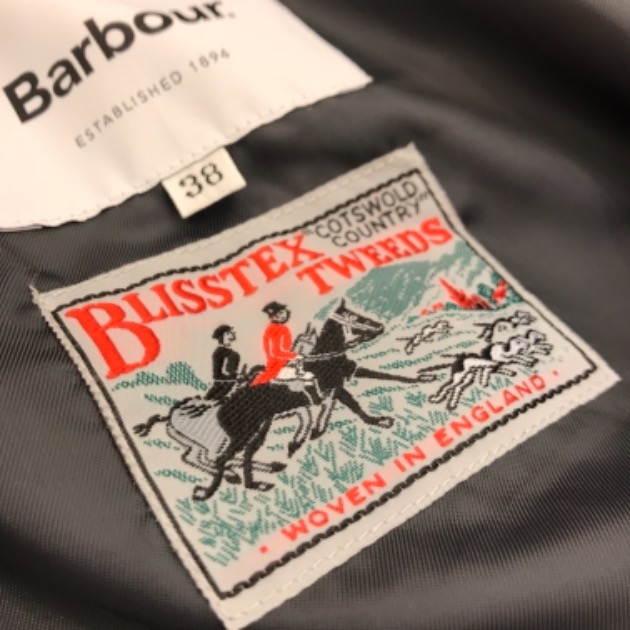 Barbour.
ESTABLISHED 1894
38
"COTSWOLD
COUNTRY"
BLISSTEX
TWEEDS
· WOVEN IN ENGLAND ·